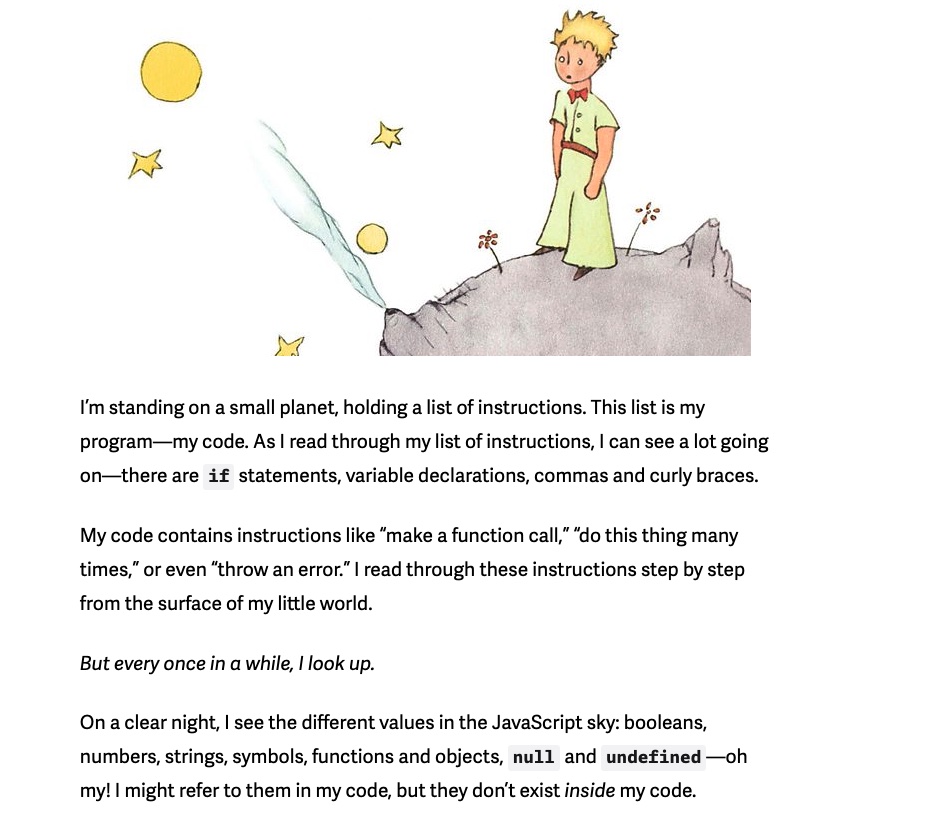 I’m standing on a small planet, holding a list of instructions. This list is my
program—my code. As I read through my list of instructions, I can see a lot going
on—there are if statements, variable declarations, commas and curly braces.
My code contains instructions like “make a function call,” “do this thing many
times,” or even “throw an error.” I read through these instructions step by step
from the surface of my little world.
But every once in a while, I look up.
On a clear night, I see the different values in the JavaScript sky: booleans,
numbers, strings, symbols, functions and objects, null and undefined—oh
my! I might refer to them in my code, but they don’t exist inside my code.